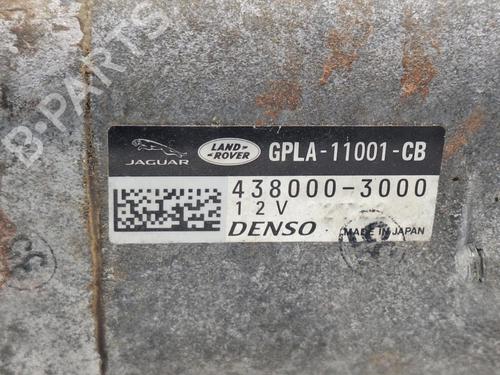 B-PARTS
JAGUAR LAND-ROVER GPLA-11001-CB
438000-3000
12V
DENSO MADE IN JAPAN